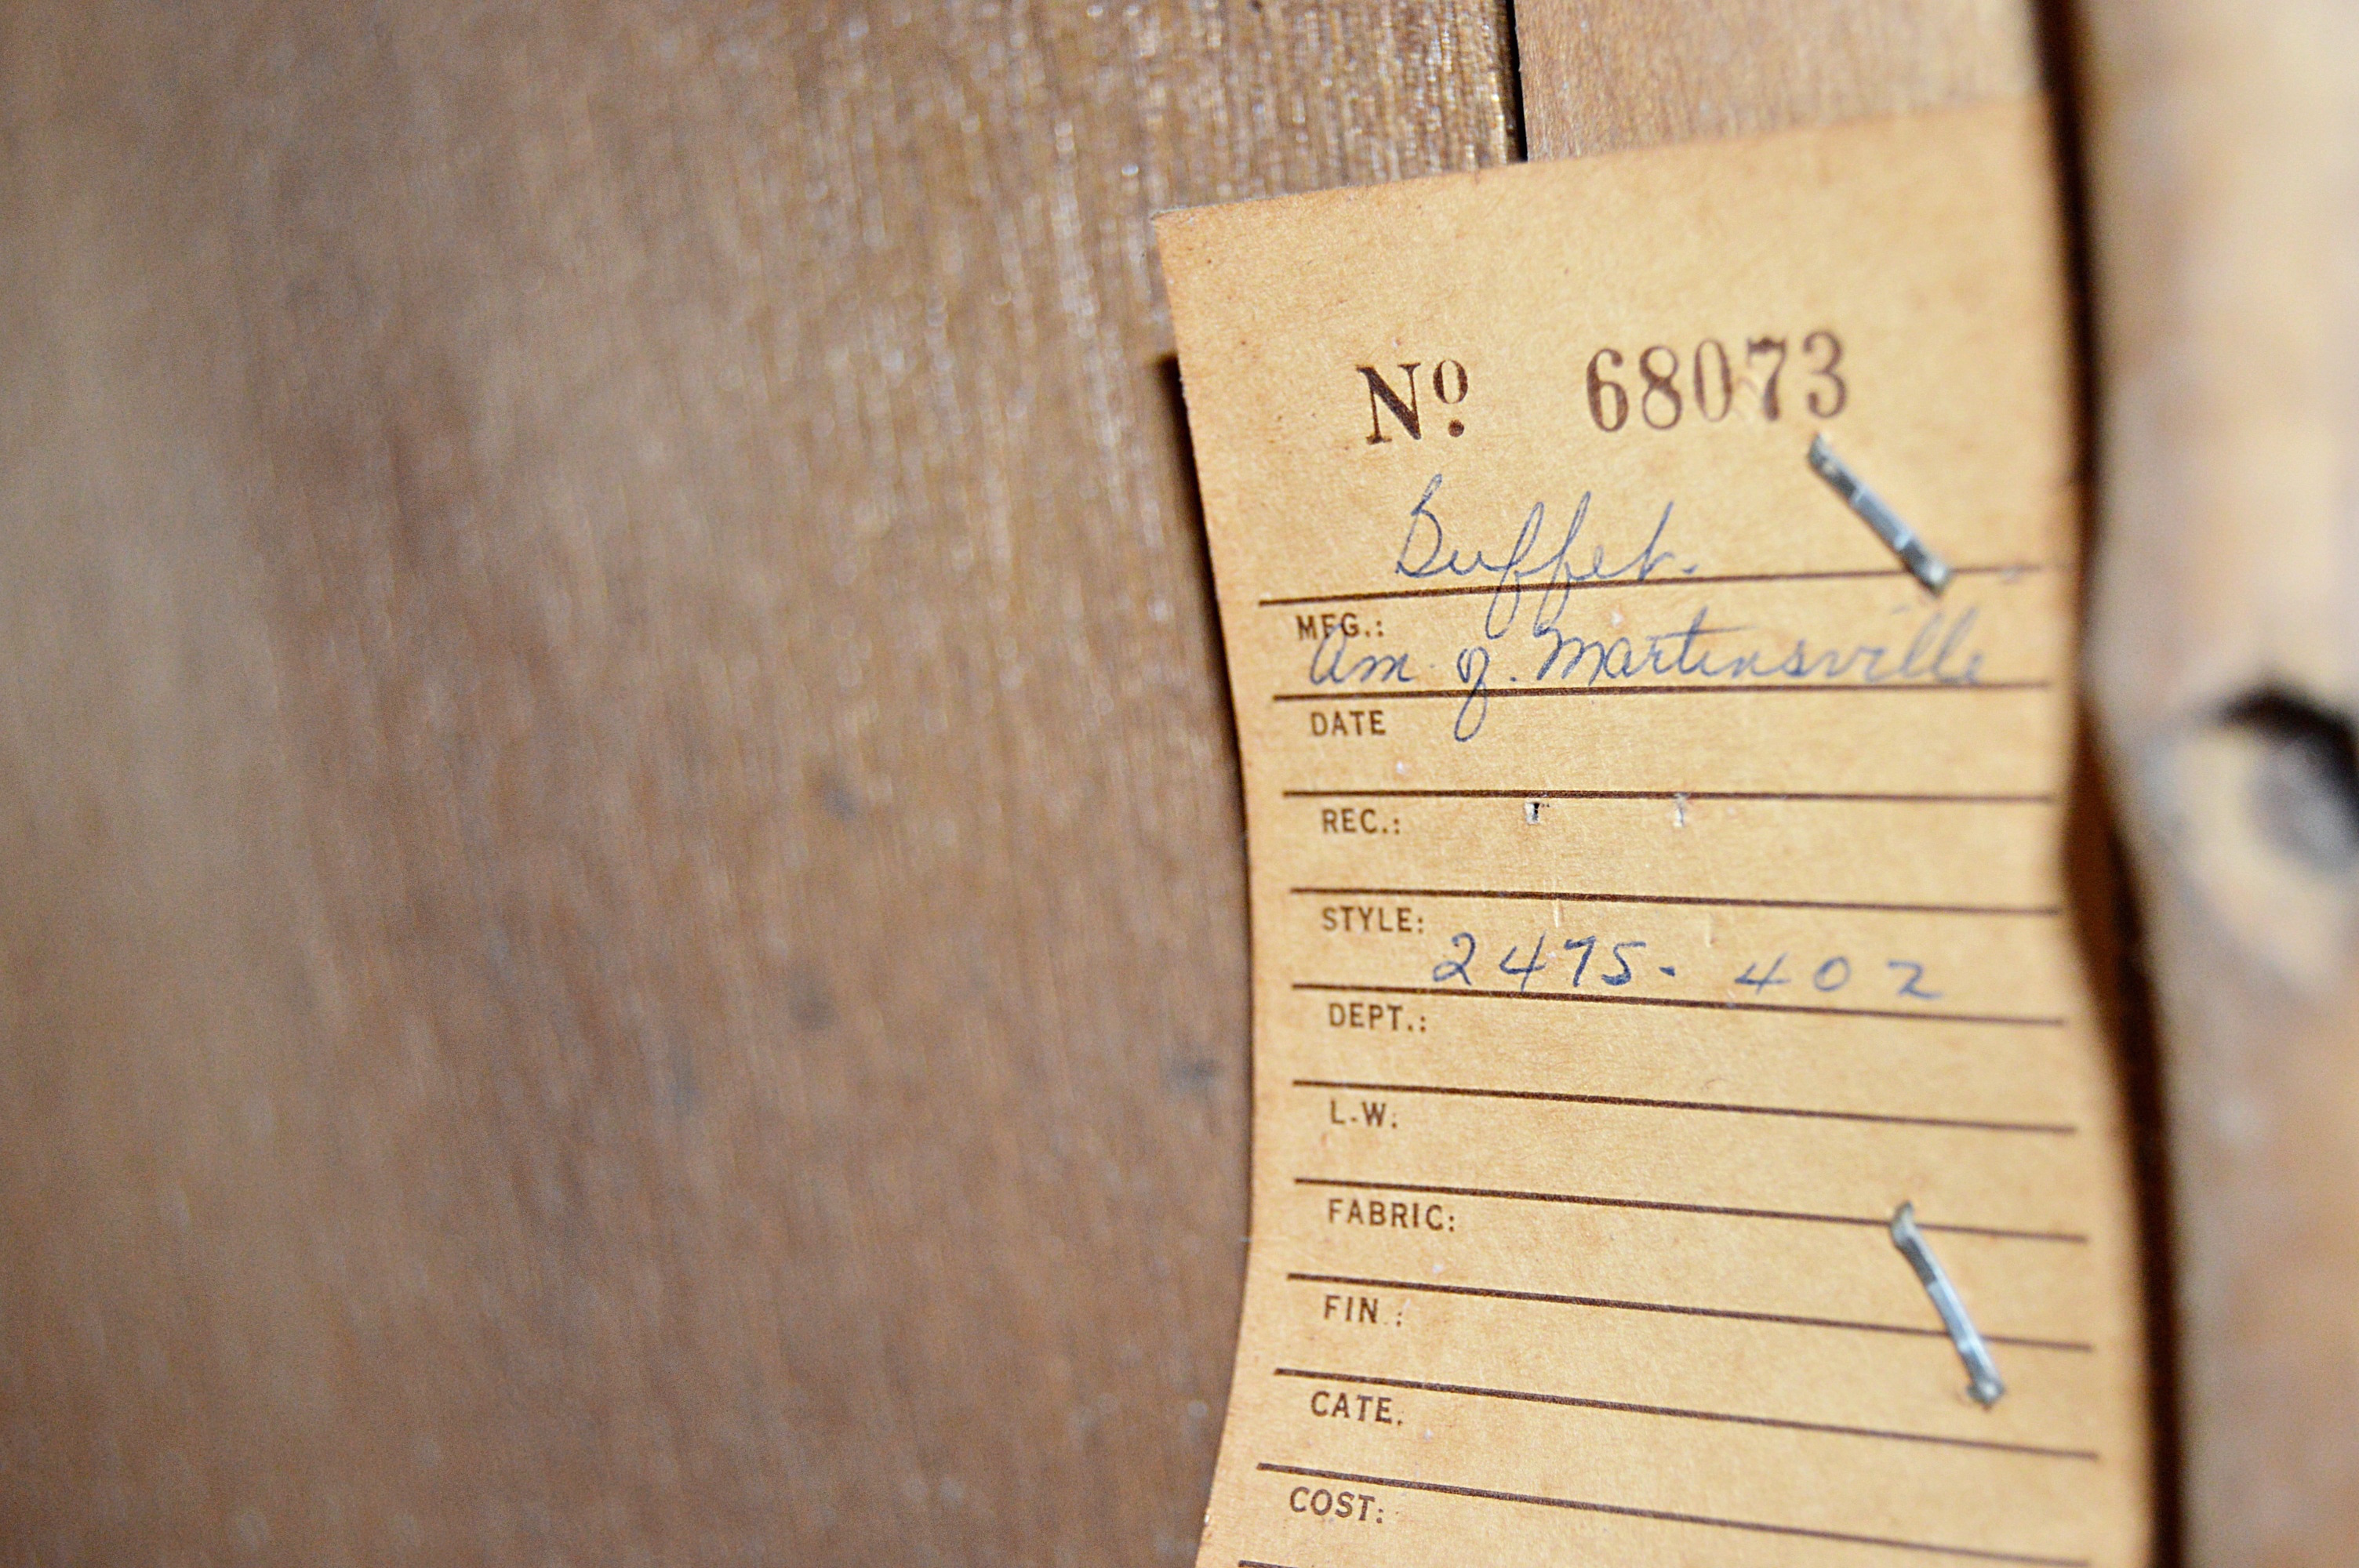 Nº. 68073
Buffet.
MFG.:
Am. of. Martinsville
DATE
REC.:
STYLE:
2475. 402
DEPT.:
L.W.
FABRIC:
FIN.:
CATE.
COST: